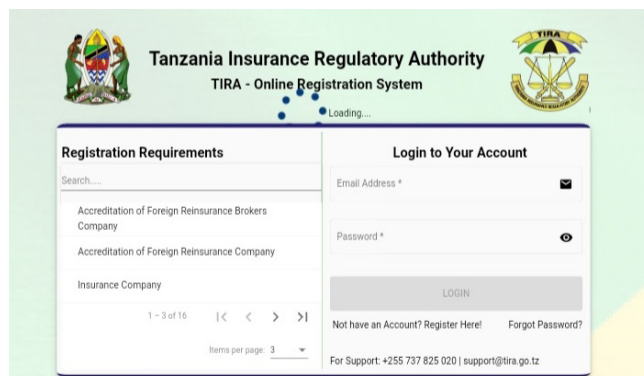 Tanzania Insurance Regulatory Authority
TIRA - Online Registration System
TIRA
Loading....
Registration Requirements
Search.....
Accreditation of Foreign Reinsurance Brokers
Company
Accreditation of Foreign Reinsurance Company
Insurance Company
1 – 3 of 16
Items per page: 3
Login to Your Account
Email Address *
Password *
LOGIN
Not have an Account? Register Here! Forgot Password?
For Support: +255 737 825 020 | support@tira.go.tz